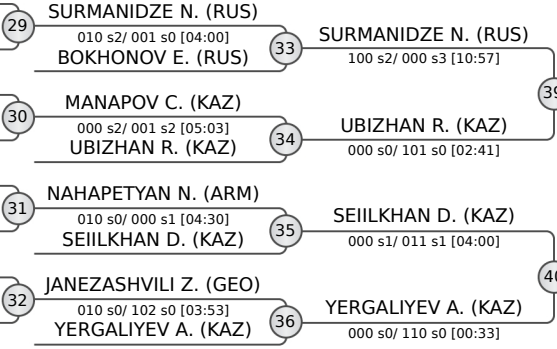 SURMANIDZE N. (RUS)
29
010 s2/ 001 s0 [04:00]
BOKHONOV E. (RUS)
33
SURMANIDZE N. (RUS)
100 s2/ 000 s3 [10:57]
MANAPOV C. (KAZ)
30
000 s2/ 001 s2 [05:03]
UBIZHAN R. (KAZ)
34
UBIZHAN R. (KAZ)
000 s0/ 101 s0 [02:41]
39
NAHAPETYAN N. (ARM)
31
010 s0/ 000 s1 [04:30]
SEIILKHAN D. (KAZ)
35
SEIILKHAN D. (KAZ)
000 s1/ 011 s1 [04:00]
JANEZASHVILI Z. (GEO)
32
010 s0/ 102 s0 [03:53]
YERGALIYEV A. (KAZ)
36
YERGALIYEV A. (KAZ)
000 s0/ 110 s0 [00:33]
40